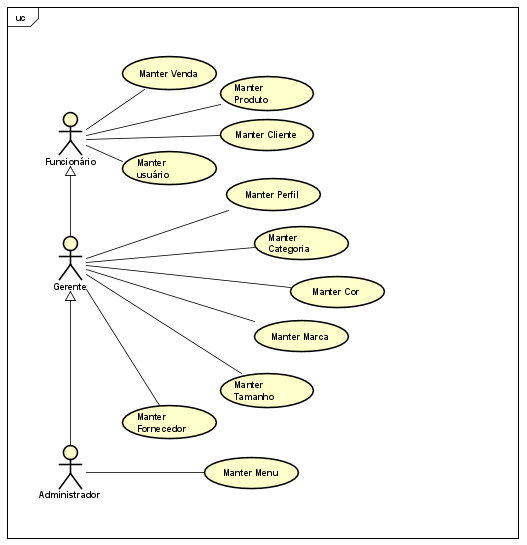 uc
Manter Venda
Manter
Produto
Manter Cliente
Funcionário
Manter
usuário
Manter Perfil
Manter
Categoria
Gerente
Manter Cor
Manter Marca
Manter
Tamanho
Manter
Fornecedor
Manter Menu
Administrador